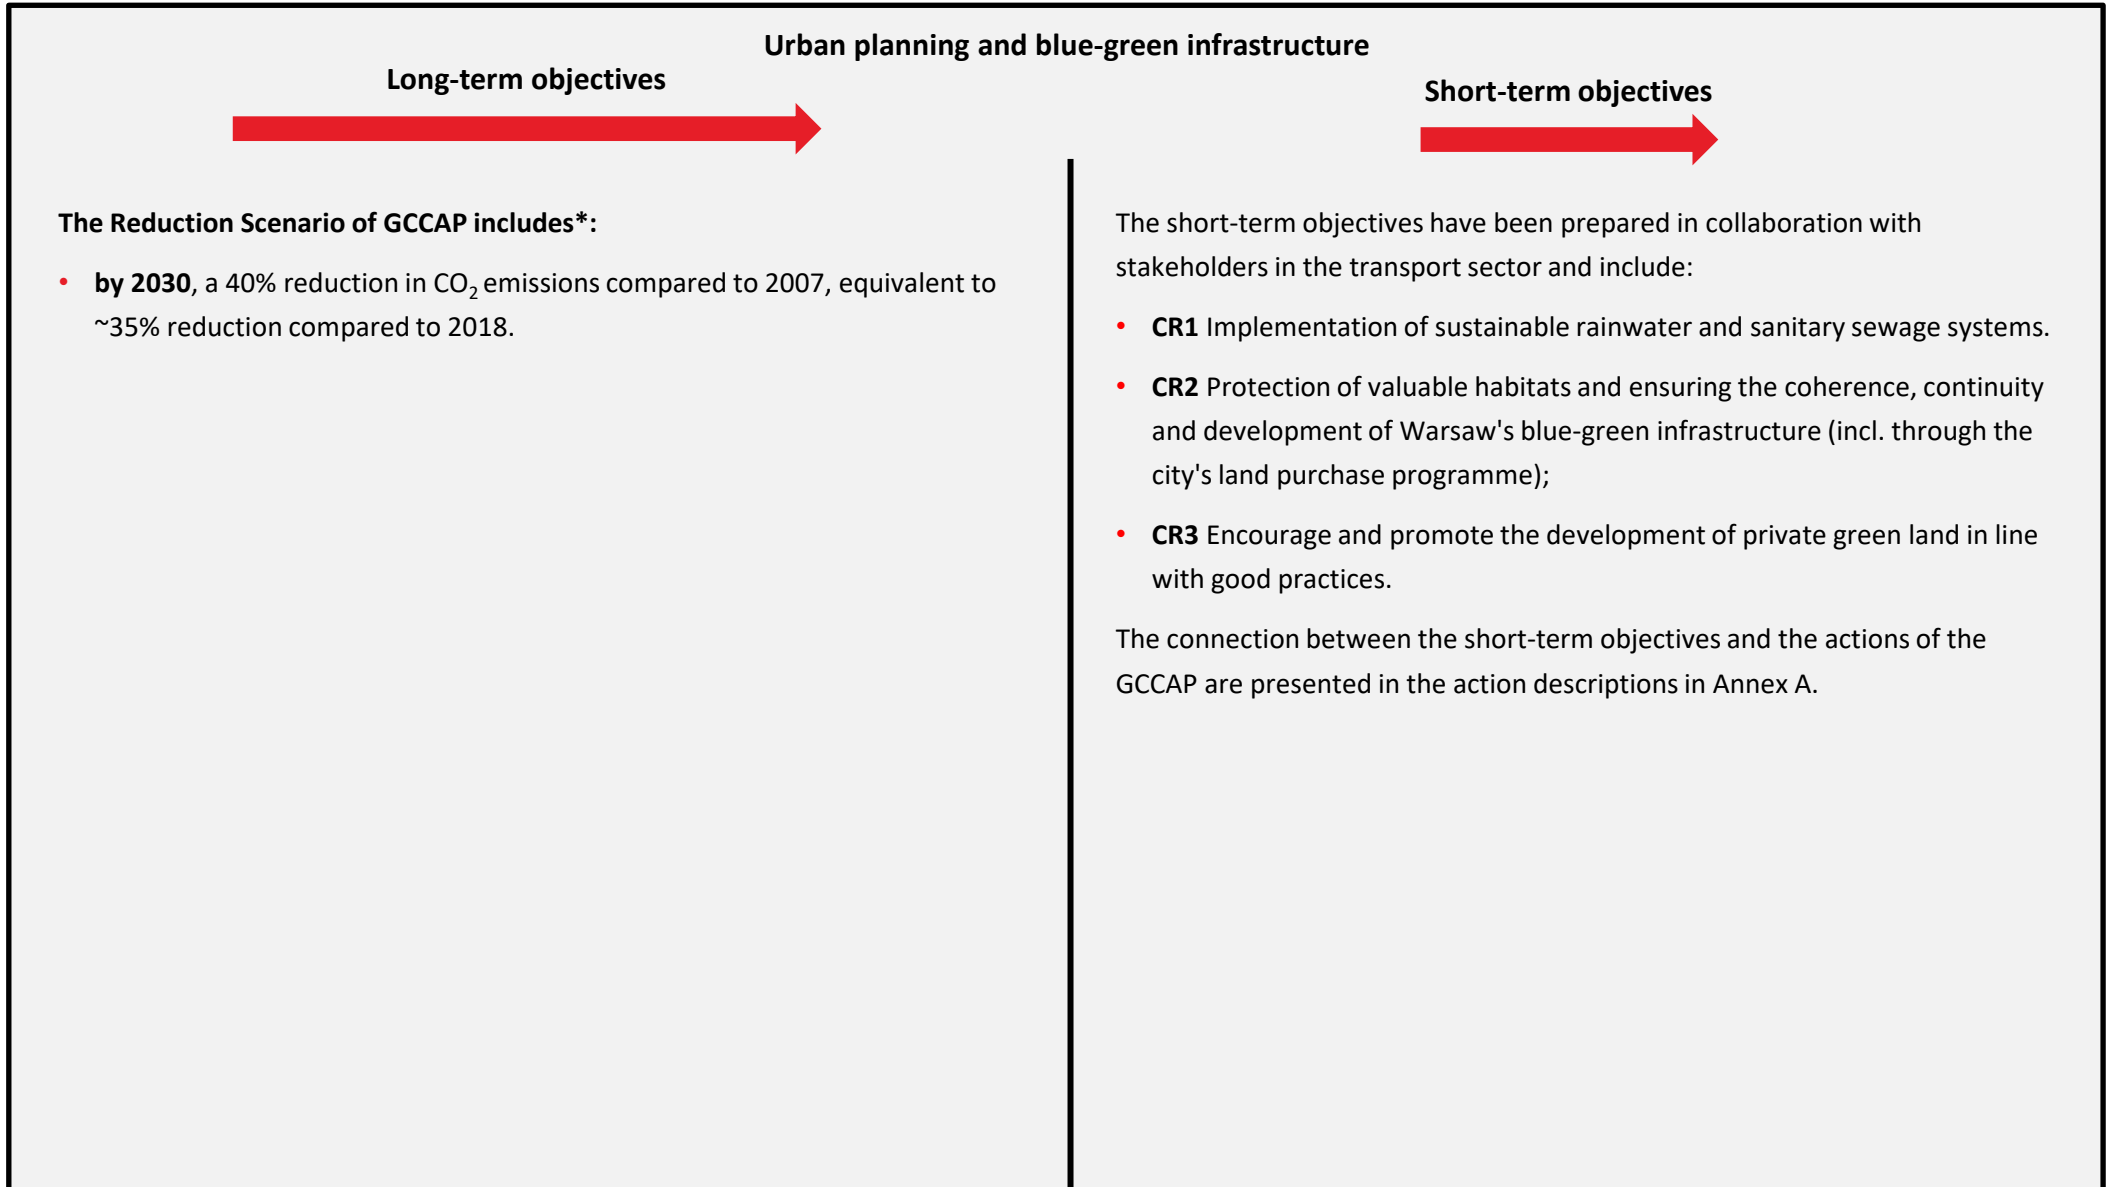 Urban planning and blue-green infrastructure
Long-term objectives
The Reduction Scenario of GCCAP includes*:
• by 2030, a 40% reduction in CO₂ emissions compared to 2007, equivalent to
~35% reduction compared to 2018.
Short-term objectives
The short-term objectives have been prepared in collaboration with
stakeholders in the transport sector and include:
• CR1 Implementation of sustainable rainwater and sanitary sewage systems.
• CR2 Protection of valuable habitats and ensuring the coherence, continuity
and development of Warsaw's blue-green infrastructure (incl. through the
city's land purchase programme);
• CR3 Encourage and promote the development of private green land in line
with good practices.
The connection between the short-term objectives and the actions of the
GCCAP are presented in the action descriptions in Annex A.